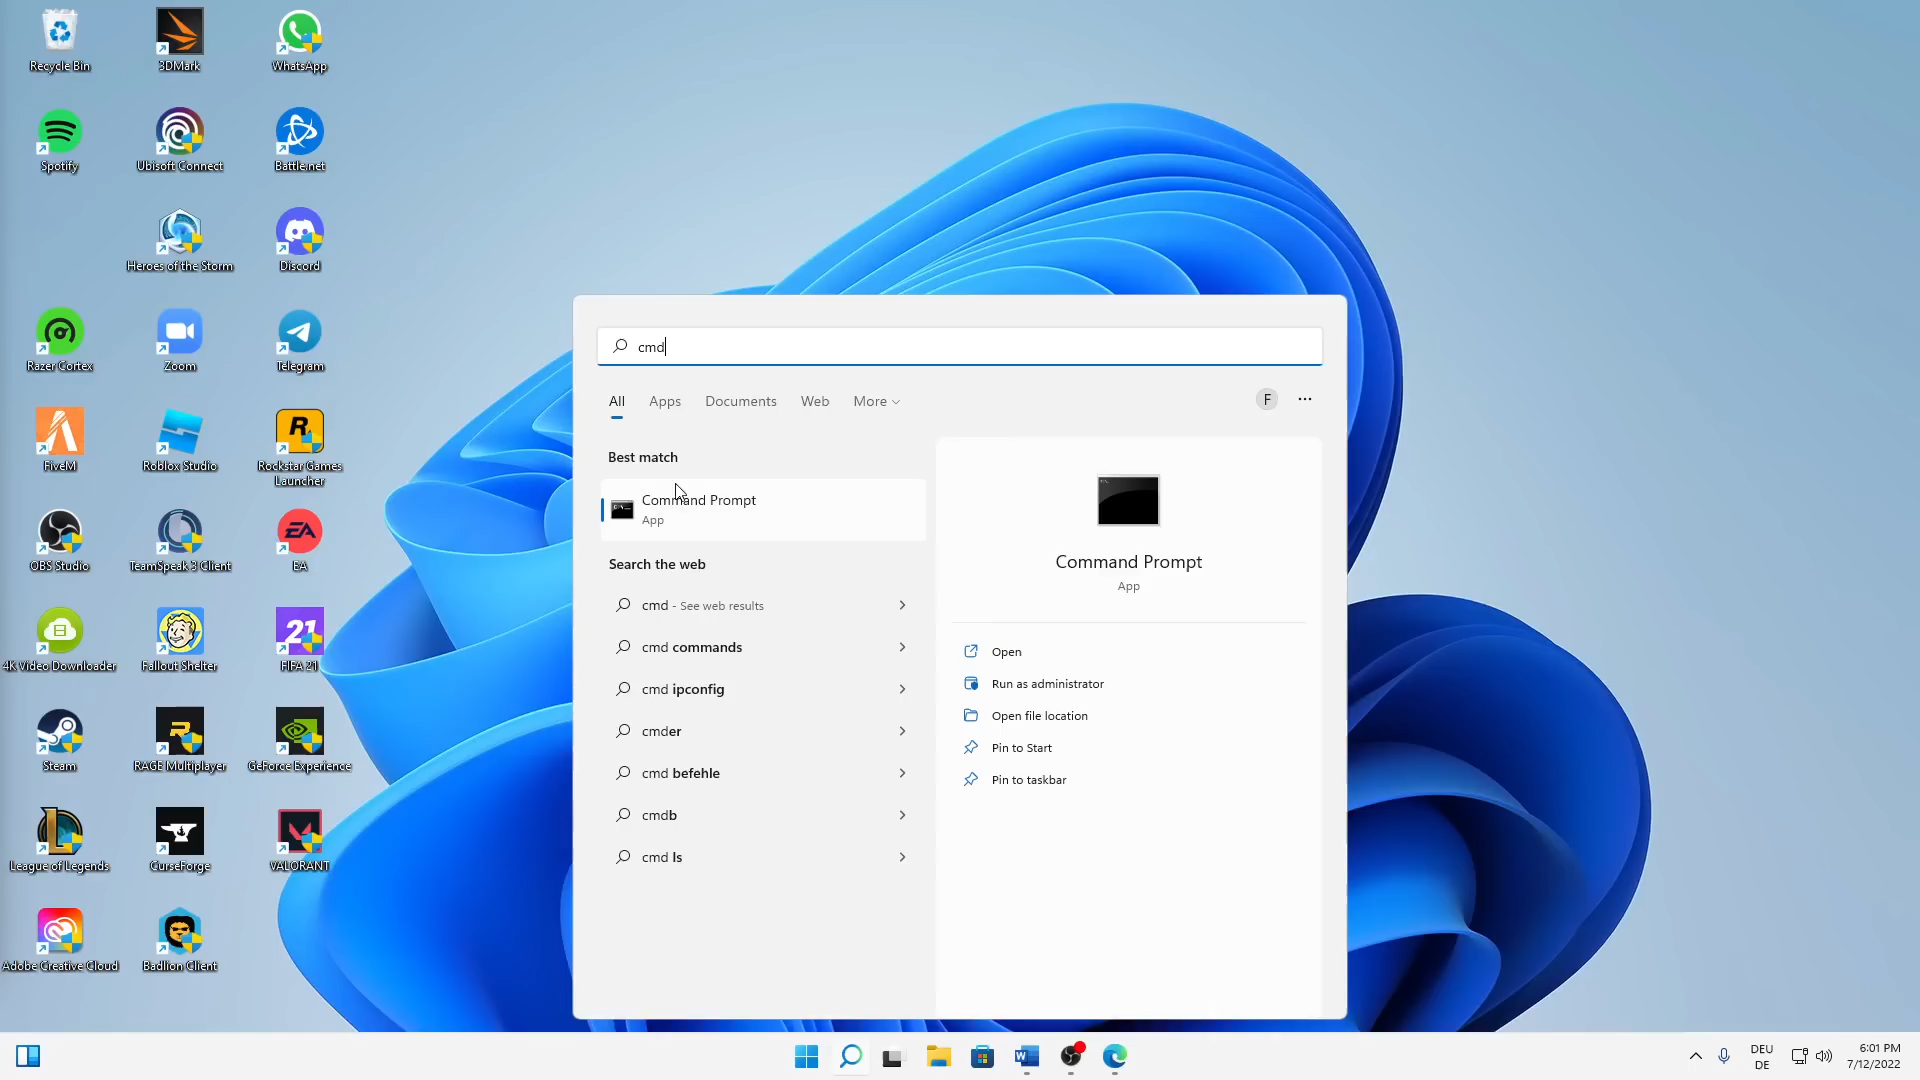 Recycle Bin
3DMark
WhatsApp
Spotify
Ubisoft Connect
Battle.net
Heroes of the Storm
Discord
Razer Cortex
Zoom
Telegram
FiveM
Roblox Studio
R
Rockstar Games
Launcher
OBS Studio
TeamSpeak 3 Client
EA
EA
4K Video Downloader
Fallout Shelter
21
FIFA 21
Steam
R
RAGE Multiplayer
GeForce Experience
League of Legends
CurseForge
VALORANT
Adobe Creative Cloud
Badlion Client
cmd
All
Apps
Documents
Web
More
F
Best match
Command Prompt
App
Search the web
cmd - See web results
cmd commands
cmd ipconfig
cmder
cmd befehle
cmdb
cmd ls
Command Prompt
App
Open
Run as administrator
Open file location
Pin to Start
Pin to taskbar
W
DEU
DE
6:01 PM
7/12/2022